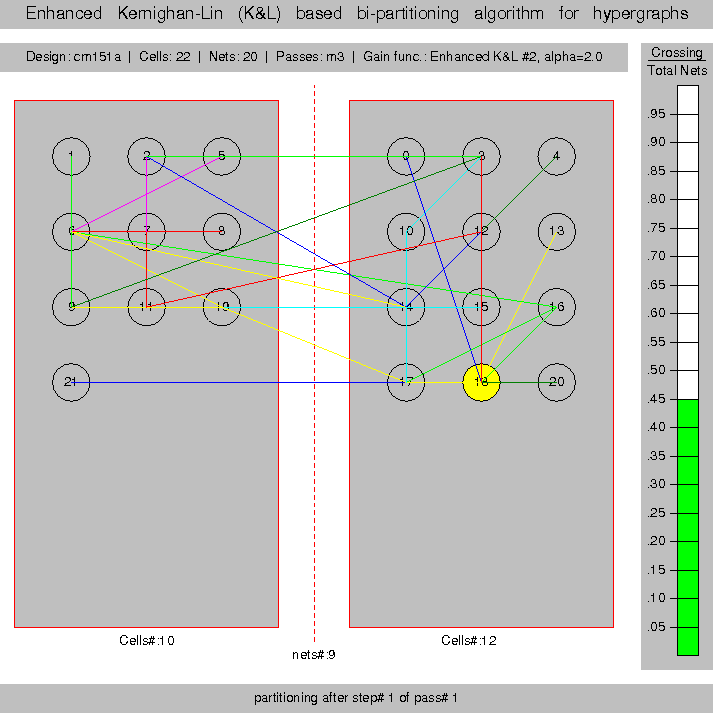 Enhanced Kernighan-Lin (K&L) based bi-partitioning algorithm for hypergraphs
Design: cm151a | Cells: 22 | Nets: 20 | Passes: m3 | Gain func.: Enhanced K&L #2, alpha=2.0
Crossing
Total Nets
1 2 5 0 3 4
6 7 8 10 12 13
9 11 19 14 15 16
21 17 18 20
.95
.90
.85
.80
.75
.70
.65
.60
.55
.50
.45
.40
.35
.30
.25
.20
.15
.10
.05
Cells#:10
Cells#:12
nets#:9
partitioning after step# 1 of pass# 1